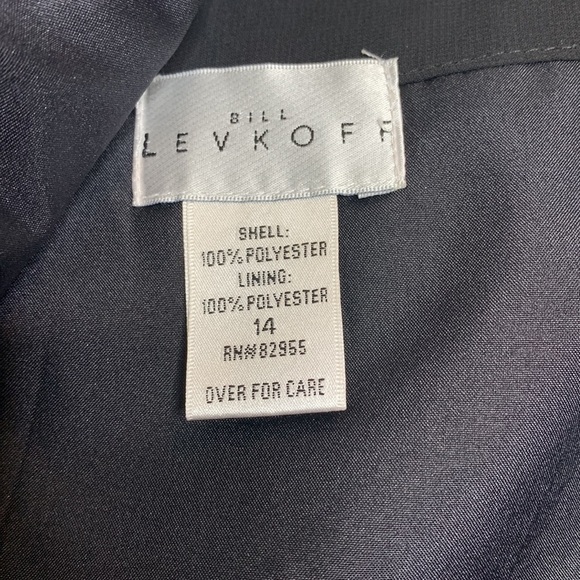 BILL
LEVKOFF
SHELL:
100% POLYESTER
LINING:
100% POLYESTER
14
RN#82955
OVER FOR CARE